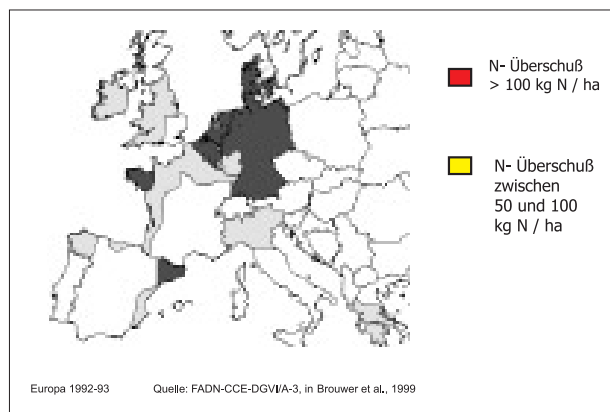 N- Überschuß
> 100 kg N / ha
N- Überschuß
zwischen
50 und 100
kg N / ha
Europa 1992-93 Quelle: FADN-CCE-DGVI/A-3, in Brouwer et al., 1999